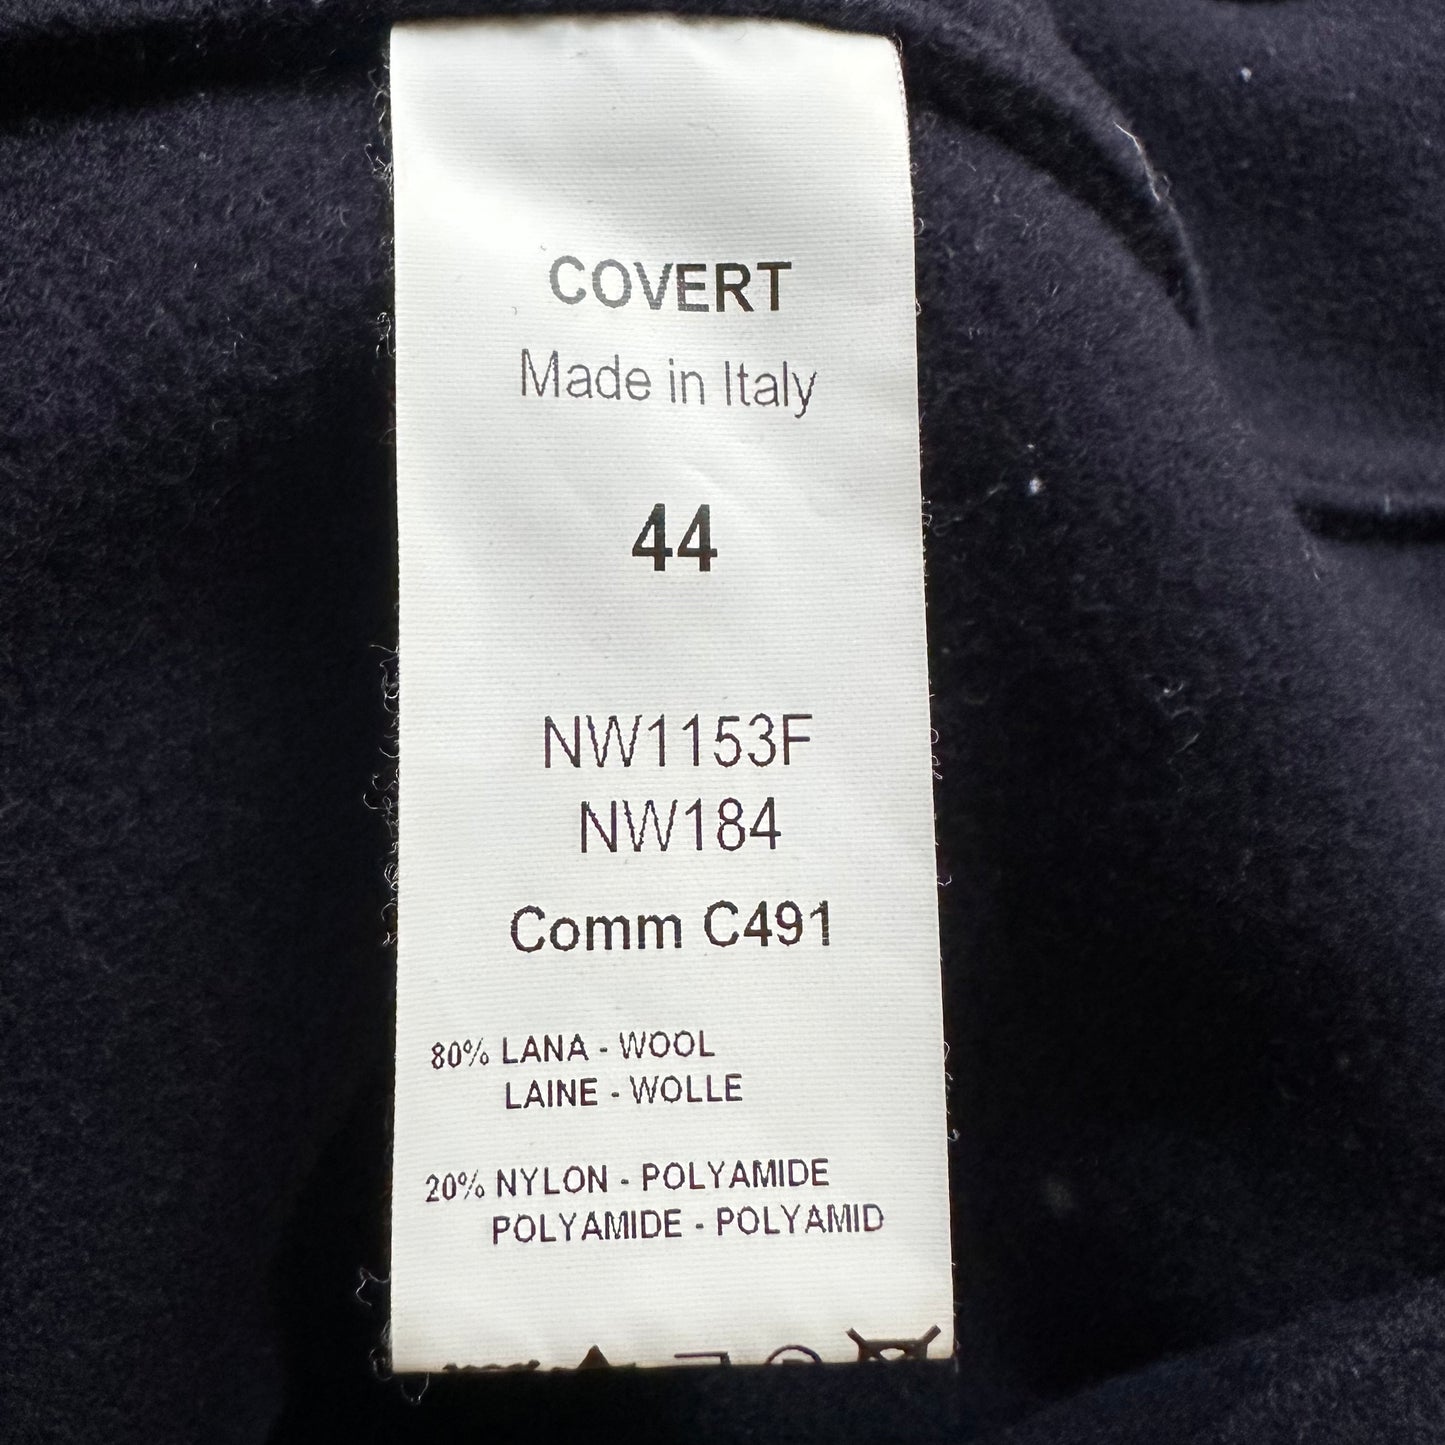 COVERT
Made in Italy
44
NW1153F
NW184
Comm C491
80% LANA - WOOL
LAINE - WOLLE
20% NYLON - POLYAMIDE
POLYAMIDE - POLYAMID